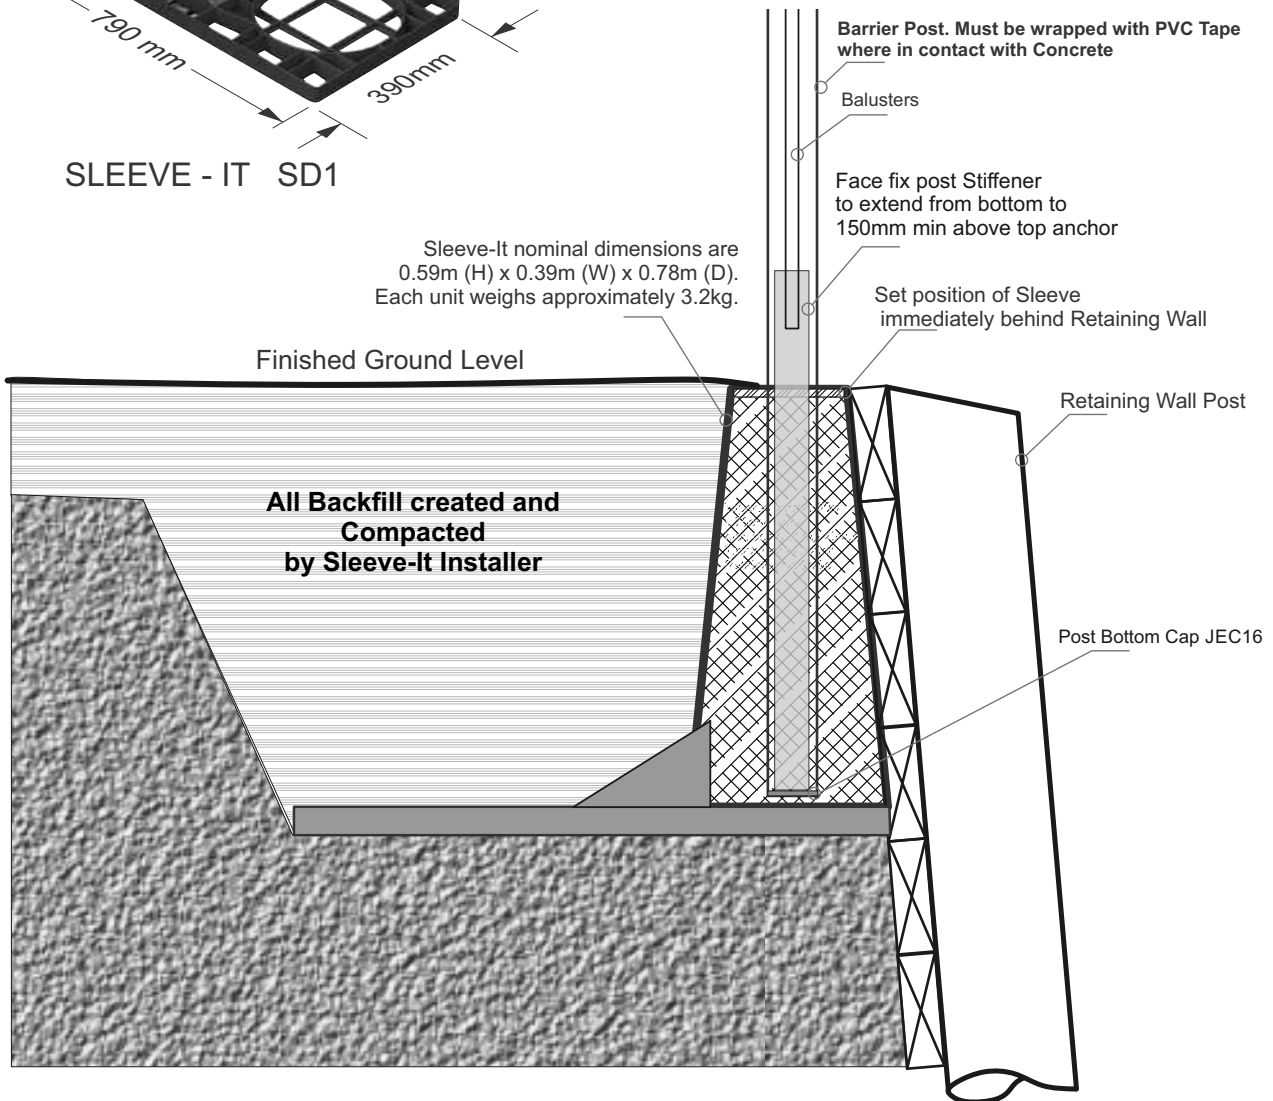 790 mm
390mm
SLEEVE - IT SD1
Barrier Post. Must be wrapped with PVC Tape
where in contact with Concrete
Balusters
Face fix post Stiffener
to extend from bottom to
150mm min above top anchor
Sleeve-It nominal dimensions are
0.59m (H) x 0.39m (W) x 0.78m (D).
Each unit weighs approximately 3.2kg.
Set position of Sleeve
immediately behind Retaining Wall
Finished Ground Level
Retaining Wall Post
All Backfill created and
Compacted
by Sleeve-It Installer
Post Bottom Cap JEC16